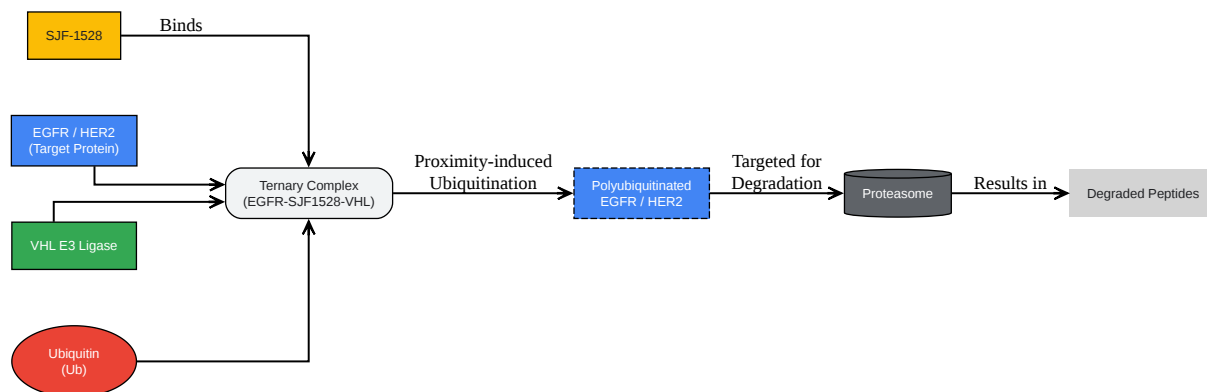 SJF-1528
Binds
EGFR / HER2
(Target Protein)
VHL E3 Ligase
Ubiquitin
(Ub)
Ternary Complex
(EGFR-SJF1528-VHL)
Proximity-induced
Ubiquitination
Polyubiquitinated
EGFR / HER2
Targeted for
Degradation
Proteasome
Results in
Degraded Peptides